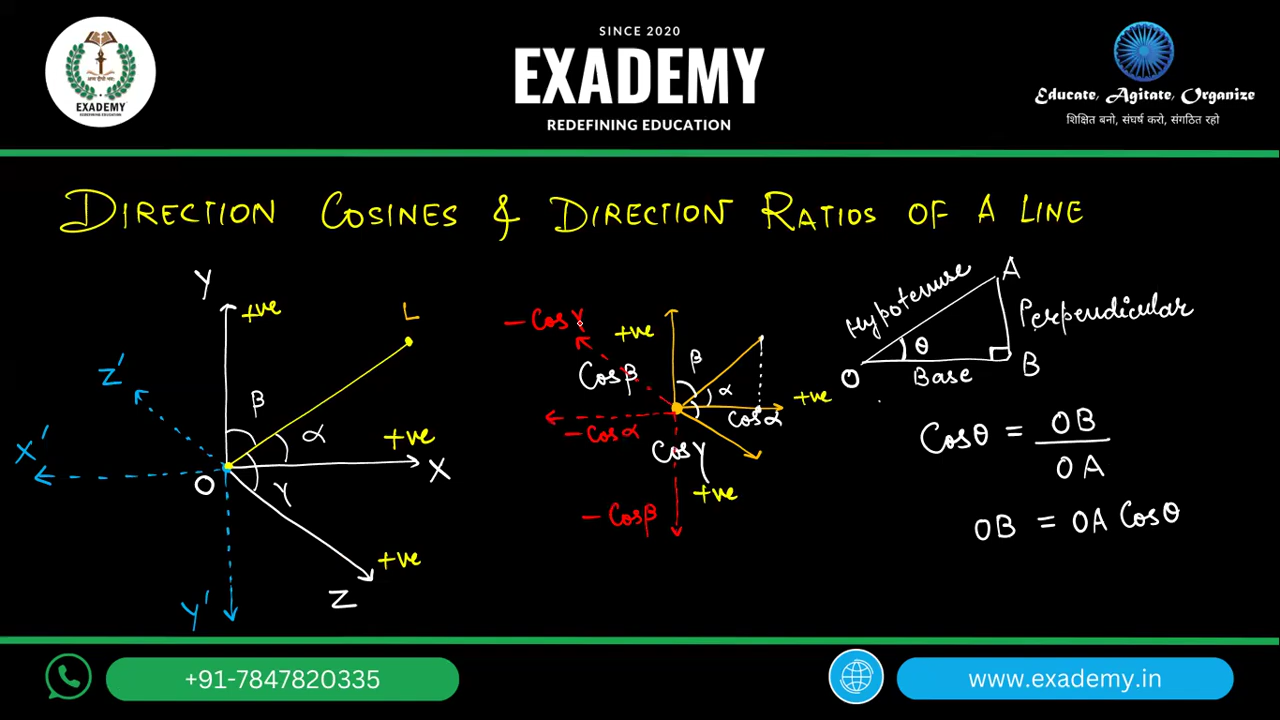 SINCE 2020
EXADEMY
REDEFINING EDUCATION
EXADEMY
REDEFINING EDUCATION
Educate, Agitate, Organize
शिक्षित बनो, संघर्ष करो, संगठित रहो
DIRECTION COSINES & DIRECTION RATIOS OF A LINE
Y
+ve
L
Z'
β
α
+ve
X'
X
O
γ
+ve
Y'
Z
-Cosγ
+ve
β
Cosβ
α
+ve
Cosα
-Cosα
Cosγ
+ve
-Cosβ
A
Hypotenuse
Perpendicular
θ
O
Base
B
Cosθ = OB
OA
OB = OA Cosθ
+91-7847820335
www.exademy.in